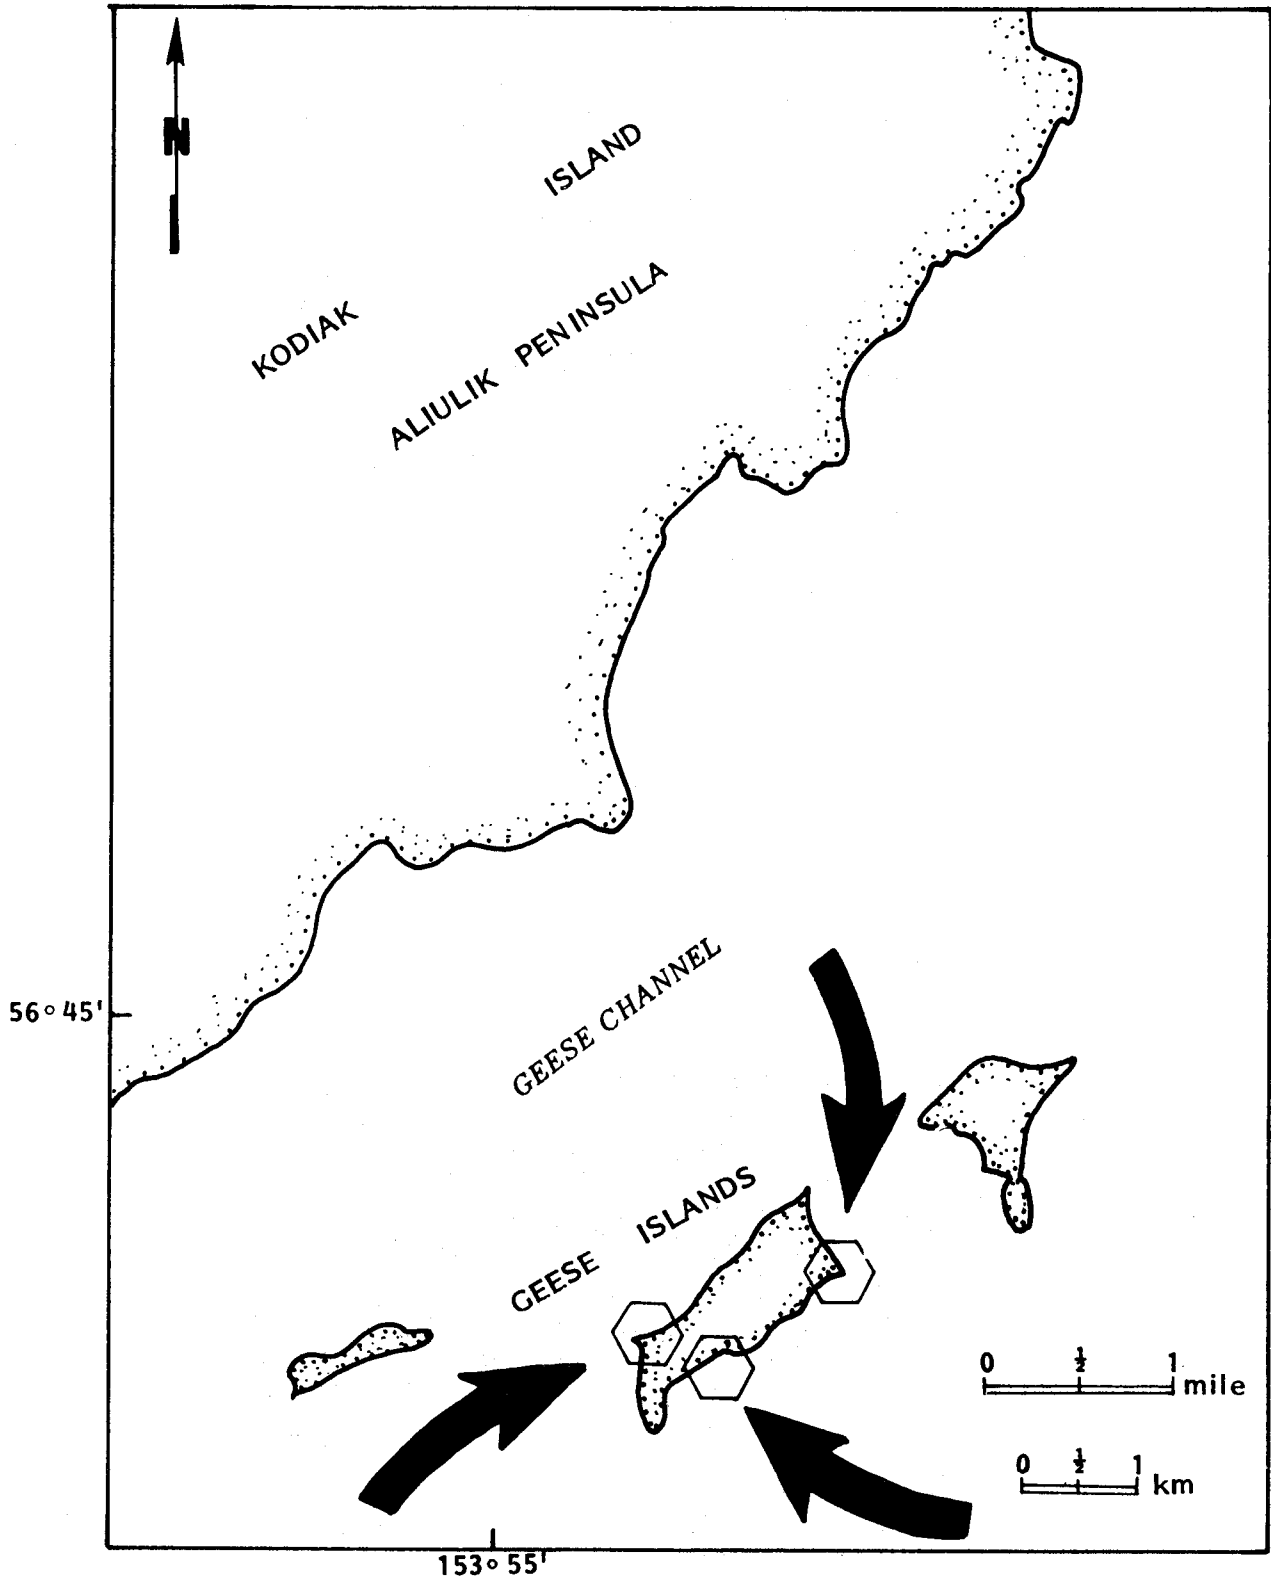 N
ISLAND
KODIAK
ALIULIK PENINSULA
56° 45'
GEESE CHANNEL
GEESE ISLANDS
0 ½ 1 mile
0 ½ 1 km
153° 55'